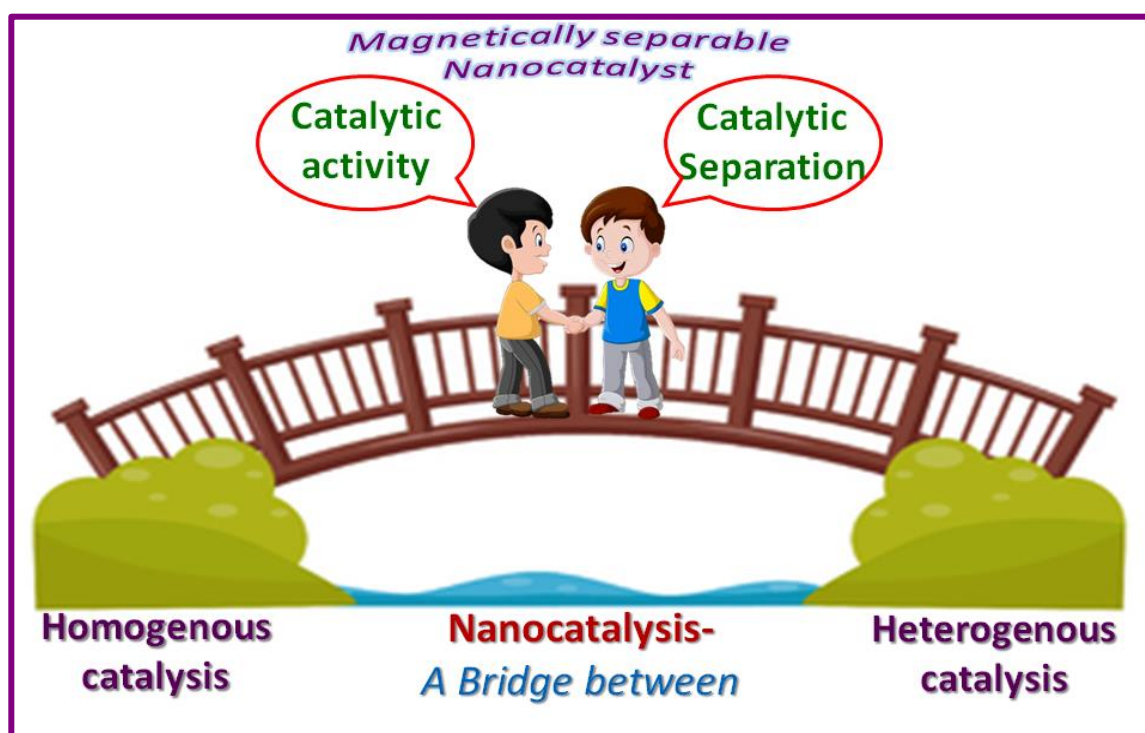 Magnetically separable
Nanocatalyst
Catalytic
activity
Catalytic
Separation
Homogenous
catalysis
Nanocatalysis-
A Bridge between
Heterogenous
catalysis